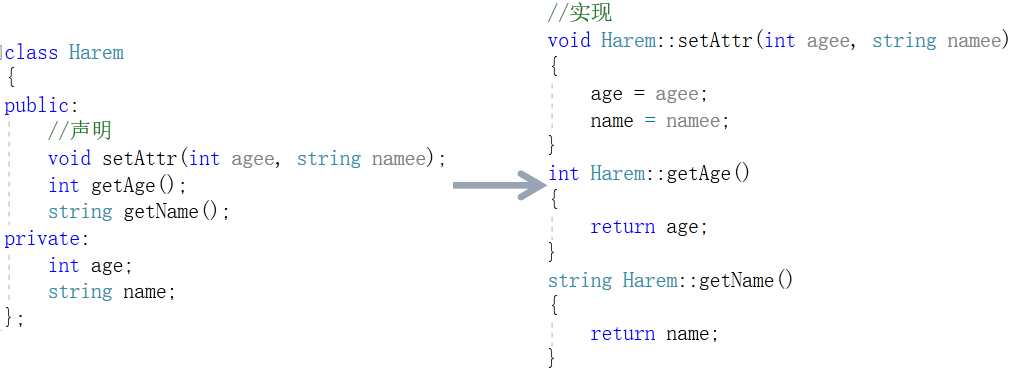 class Harem
{
public:
//声明
void setAttr(int agee, string namee);
int getAge();
string getName();
private:
int age;
string name;
};
//实现
void Harem::setAttr(int agee, string namee)
{
age = agee;
name = namee;
}
int Harem::getAge()
{
return age;
}
string Harem::getName()
{
return name;
}